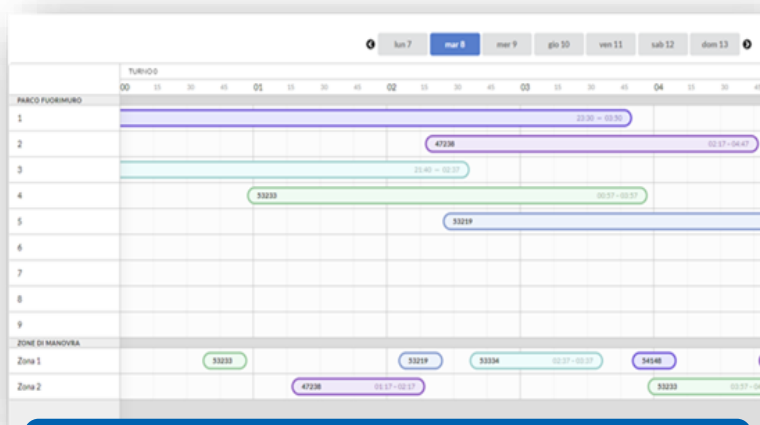 lun 7 mar 8 mer 9 gio 10 ven 11 sab 12 dom 13
TURNO 0
00 15 30 45 01 15 30 45 02 15 30 45 03 15 30 45 04 15 30
PARCO FUORIMURO
1 23:30 — 03:50
2 47238 02:17–04:47
3 21:40 — 02:37
4 53233 00:57–03:57
5 53219
6
7
8
9
ZONE DI MANOVRA
Zona 1 53233 53219 53334 02:37–03:37 54148
Zona 2 47238 01:17–02:17 53233